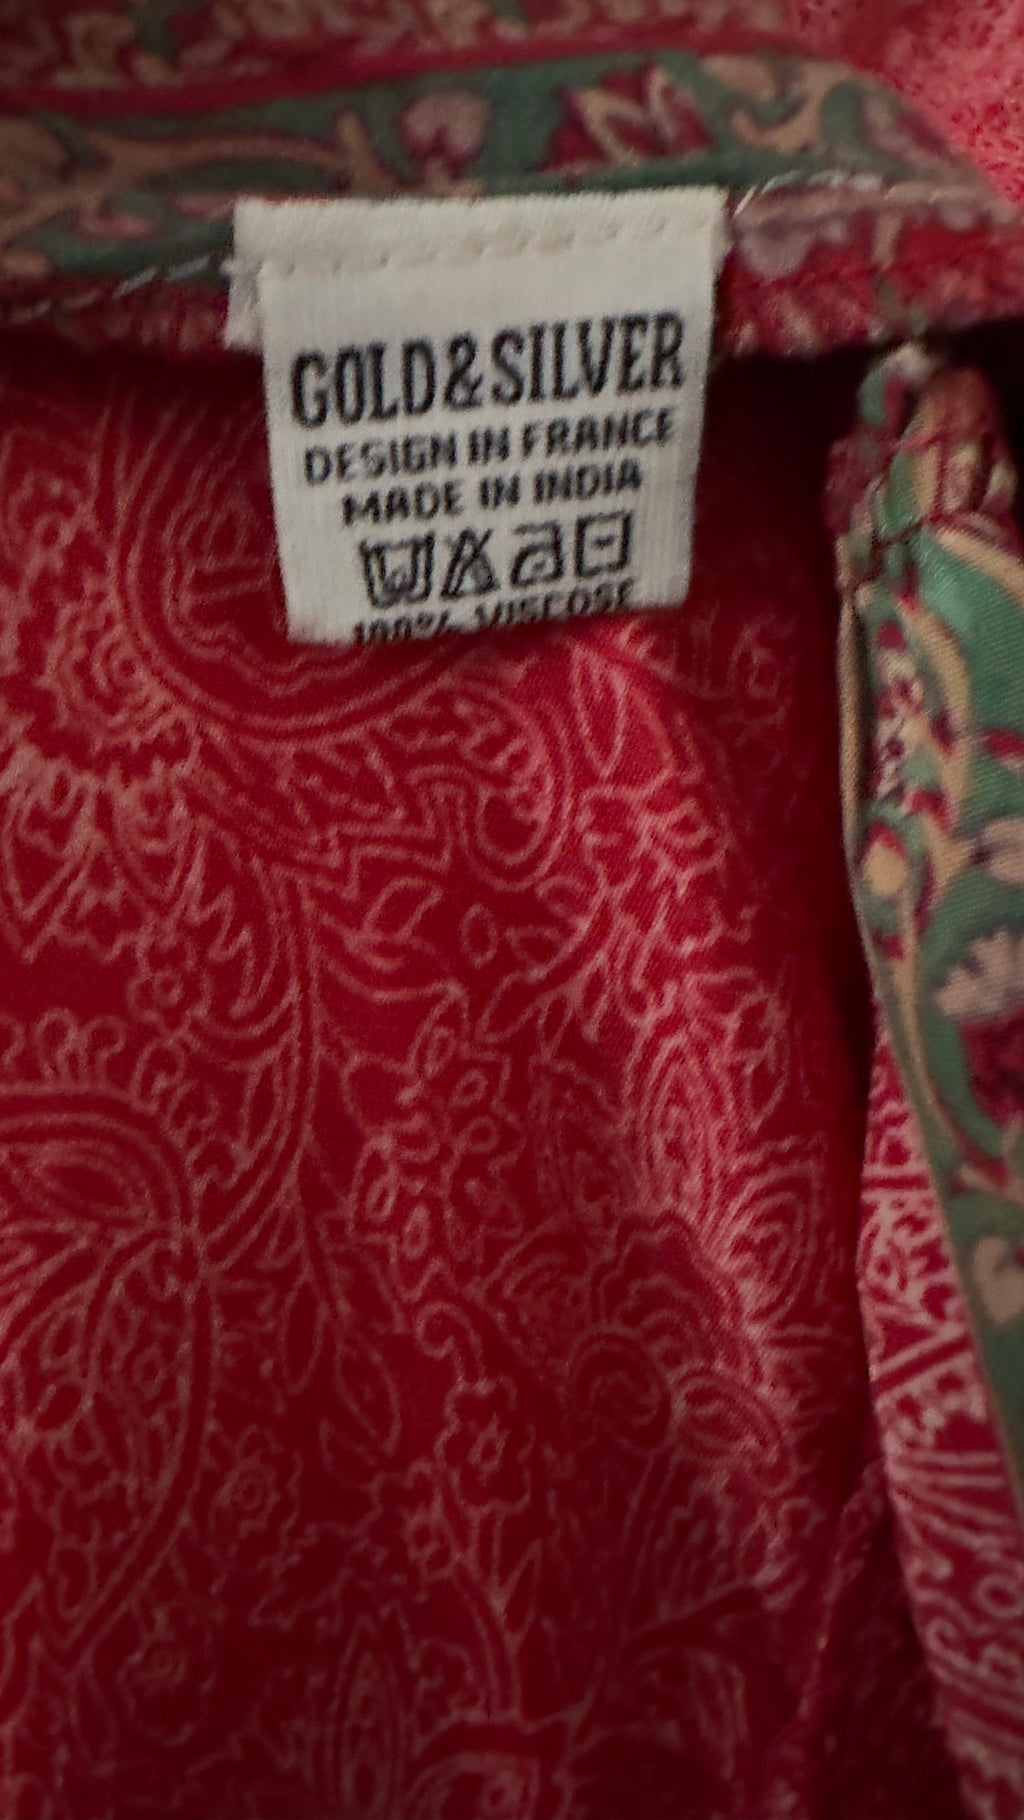 GOLD&SILVER
DESIGN IN FRANCE
MADE IN INDIA
100% VISCOSE